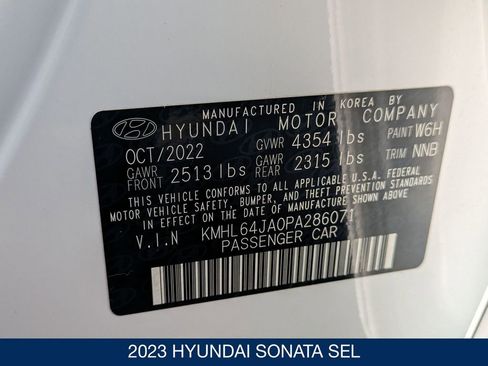 MANUFACTURED IN KOREA BY
HYUNDAI MOTOR COMPANY
OCT/2022 GVWR 4354 lbs PAINT W6H
GAWR FRONT 2513 lbs GAWR REAR 2315 lbs TRIM NNB
THIS VEHICLE CONFORMS TO ALL APPLICABLE U.S.A. FEDERAL
MOTOR VEHICLE SAFETY, BUMPER, AND THEFT PREVENTION STANDARDS
IN EFFECT ON THE DATE OF MANUFACTURE SHOWN ABOVE
V.I.N KMHL64JA0PA286071
PASSENGER CAR
2023 HYUNDAI SONATA SEL